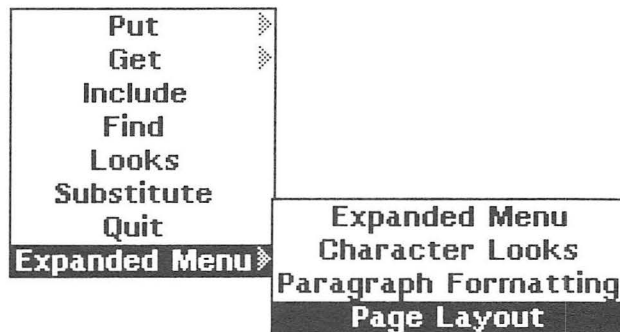 Put
Get
Include
Find
Looks
Substitute
Quit
Expanded Menu
Expanded Menu
Character Looks
Paragraph Formatting
Page Layout